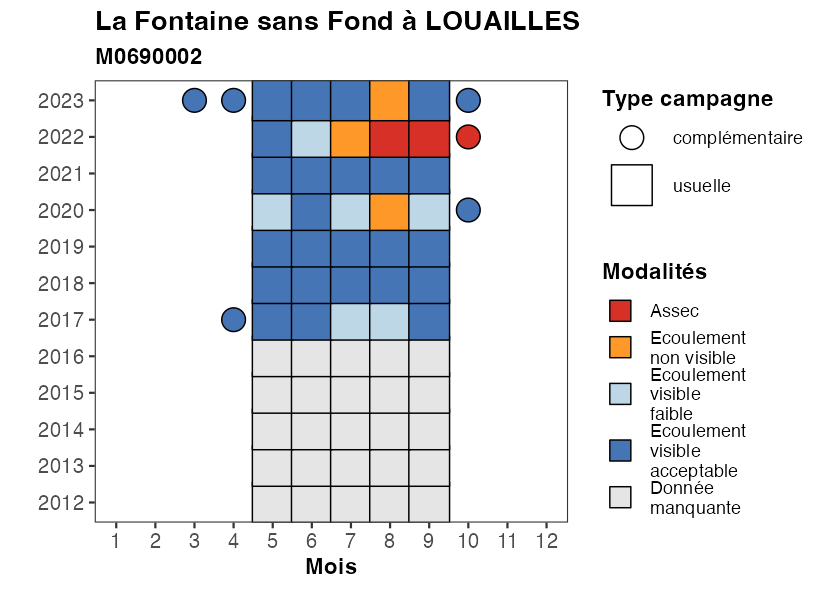 La Fontaine sans Fond à LOUAILLES
M0690002
2023
2022
2021
2020
2019
2018
2017
2016
2015
2014
2013
2012
1 2 3 4 5 6 7 8 9 10 11 12
Mois
Type campagne
complémentaire
usuelle
Modalités
Assec
Ecoulement
non visible
Ecoulement
visible
faible
Ecoulement
visible
acceptable
Donnée
manquante